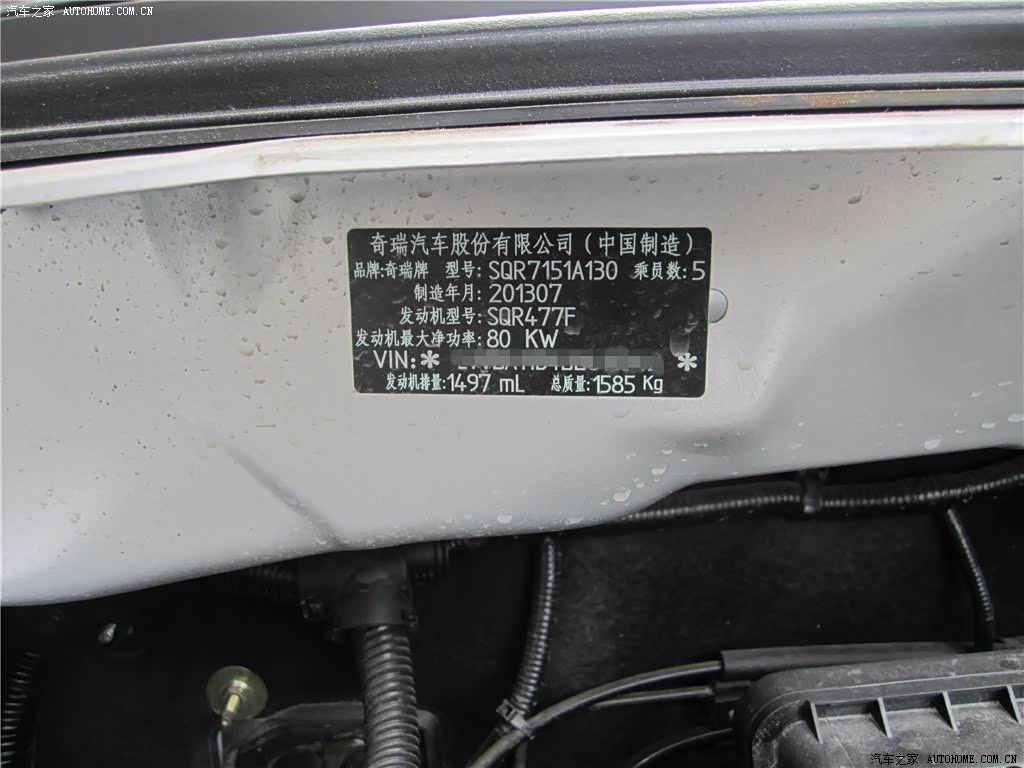 汽车之家 AUTOHOME.COM.CN
奇瑞汽车股份有限公司（中国制造）
品牌:奇瑞牌 型号:SQR7151A130 乘员数:5
制造年月:201307
发动机型号:SQR477F
发动机最大净功率:80 KW
VIN:* *
发动机排量:1497 mL 总质量:1585 Kg
汽车之家 AUTOHOME.COM.CN